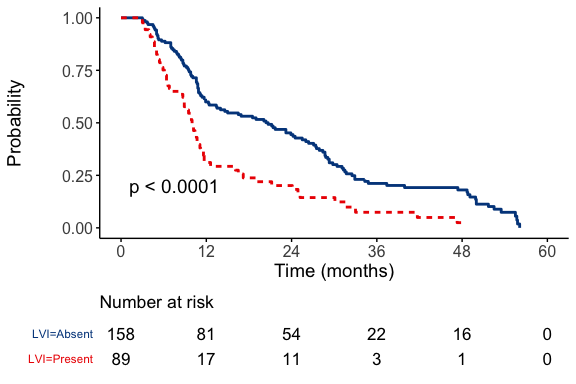 1.00
0.75
0.50
0.25
0.00
Probability
p < 0.0001
0 12 24 36 48 60
Time (months)
Number at risk
LVI=Absent 158 81 54 22 16 0
LVI=Present 89 17 11 3 1 0